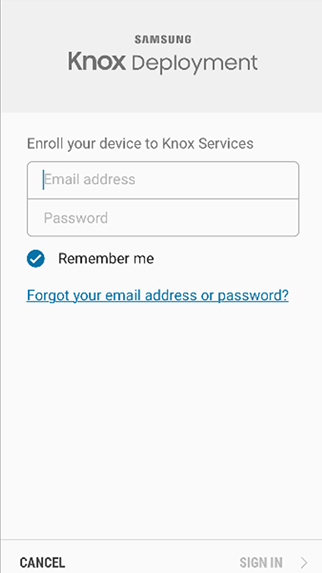 SAMSUNG
Knox Deployment
Enroll your device to Knox Services
Email address
Password
Remember me
Forgot your email address or password?
CANCEL
SIGN IN